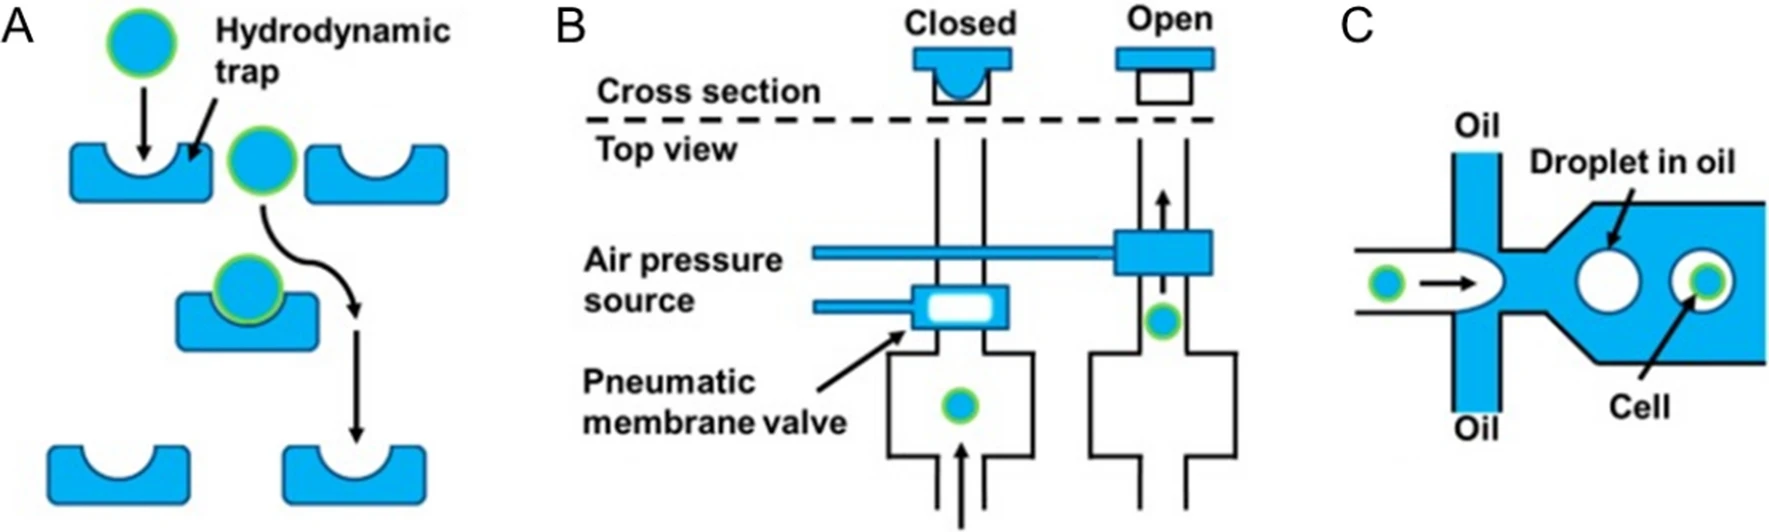 A
Hydrodynamic
trap
B
Closed
Open
Cross section
Top view
Air pressure
source
Pneumatic
membrane valve
C
Oil
Droplet in oil
Cell
Oil